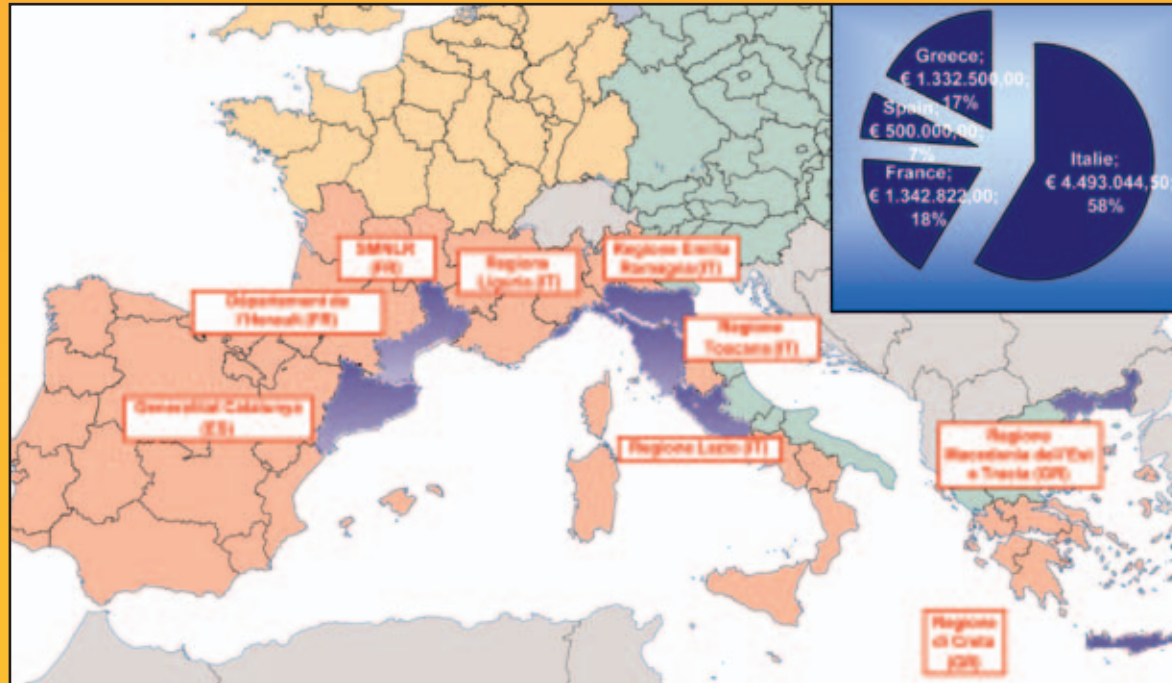 Greece;
€ 1.332.500,00;
17%
Spain;
€ 500.000,00;
7%
France;
€ 1.342.822,00;
18%
Italie;
€ 4.493.044,50
58%
SMNLR
(FR)
Regione
Liguria (IT)
Regione Emilia
Romagna (IT)
Département de
l'Herault (FR)
Regione
Toscana (IT)
Generalitat Catalunya
(ES)
Regione Lazio (IT)
Regione
Macedonia dell'Est
e Tracia (GR)
Regione
di Creta
(GR)